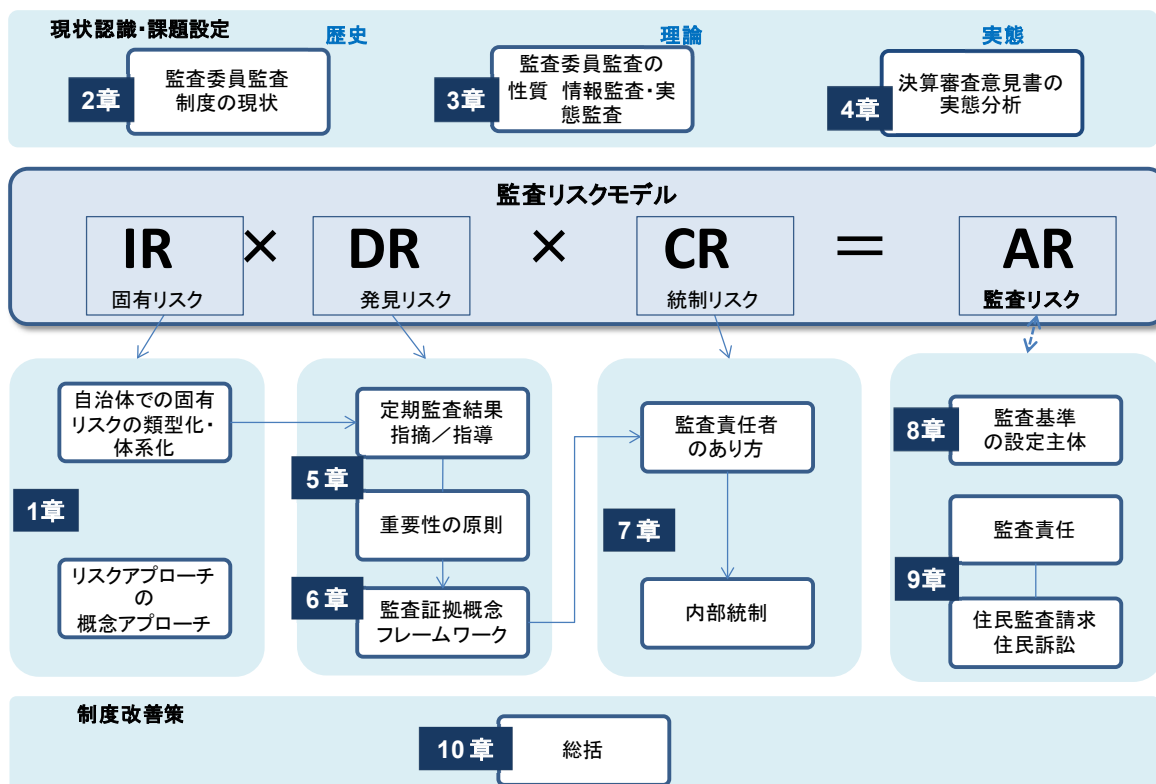 現状認識・課題設定
歴史
理論
実態
2章
監査委員監査
制度の現状
3章
監査委員監査の
性質 情報監査・実
態監査
4章
決算審査意見書の
実態分析
監査リスクモデル
IR × DR × CR = AR
固有リスク
発見リスク
統制リスク
監査リスク
1章
自治体での固有
リスクの類型化・
体系化
リスクアプローチ
の
概念アプローチ
定期監査結果
指摘／指導
5章
重要性の原則
6章
監査証拠概念
フレームワーク
監査責任者
のあり方
7章
内部統制
8章
監査基準
の設定主体
監査責任
9章
住民監査請求
住民訴訟
制度改善策
10章
総括